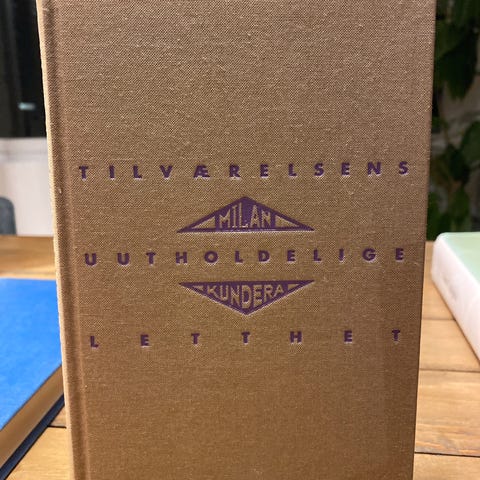 TILVÆRELSENS
MILAN
UUTHOLDELIGE
KUNDERA
LETTHET